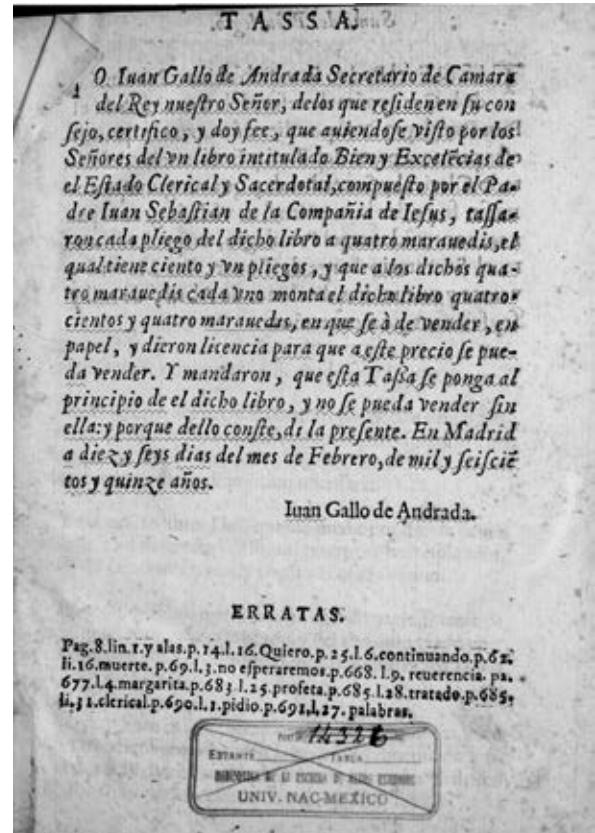 TASSA.
YO Iuan Gallo de Andrada Secretario de Camara
del Rey nuestro Señor, delos que residen en su con
sejo, certifico, y doy fee, que auiendose visto por los
Señores del vn libro intitulado Bien y Excelẽcias de
el Estado Clerical y Sacerdotal, compuesto por el Pa-
dre Iuan Sebastian de la Compañia de Iesus, tassa-
ron cada pliego del dicho libro a quatro marauedis, el
qual tiene ciento y vn pliegos, y que a los dichos qua-
tro marauedis cada vno monta el dicho libro quatro-
cientos y quatro marauedis, en que se à de vender, en
papel, y dieron licencia para que a este precio se pue-
da vender. Y mandaron, que esta Tassa se ponga al
principio de el dicho libro, y no se pueda vender sin
ella: y porque dello conste, di la presente. En Madrid
a diez y seys dias del mes de Febrero, de mil y seiscie
tos y quinze años.
Iuan Gallo de Andrada.
ERRATAS.
Pag.8.lin.1.y alas.p.14.l.16.Quiero.p.25.l.6.continuando.p.62.
li.16.muerte.p.69.l.3.no esperaremos.p.668.l.9.reuerencia.pa.
677.l.4.margarita.p.683.l.25.profeta.p.685.l.28.tratado.p.685.
li.31.clerical.p.690.l.1.pidio.p.691.l.27.palabras.
14326
ESTANTE TABLA
UNIV. NAC-MEXICO